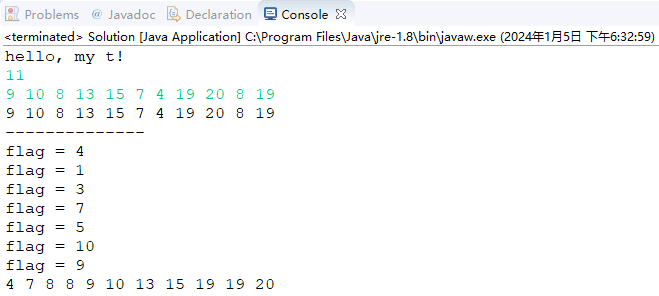 Problems @ Javadoc Declaration Console
<terminated> Solution [Java Application] C:\Program Files\Java\jre-1.8\bin\javaw.exe (2024年1月5日 下午6:32:59)
hello, my t!
11
9 10 8 13 15 7 4 19 20 8 19
9 10 8 13 15 7 4 19 20 8 19
--------------
flag = 4
flag = 1
flag = 3
flag = 7
flag = 5
flag = 10
flag = 9
4 7 8 8 9 10 13 15 19 19 20